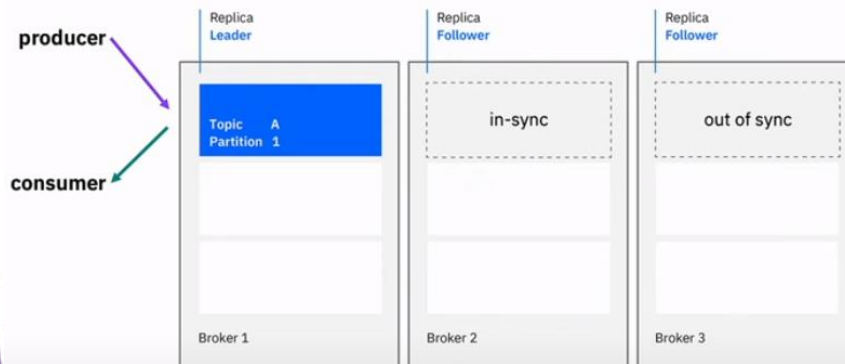 producer
consumer
Replica
Leader
Topic A
Partition 1
Broker 1
Replica
Follower
in-sync
Broker 2
Replica
Follower
out of sync
Broker 3